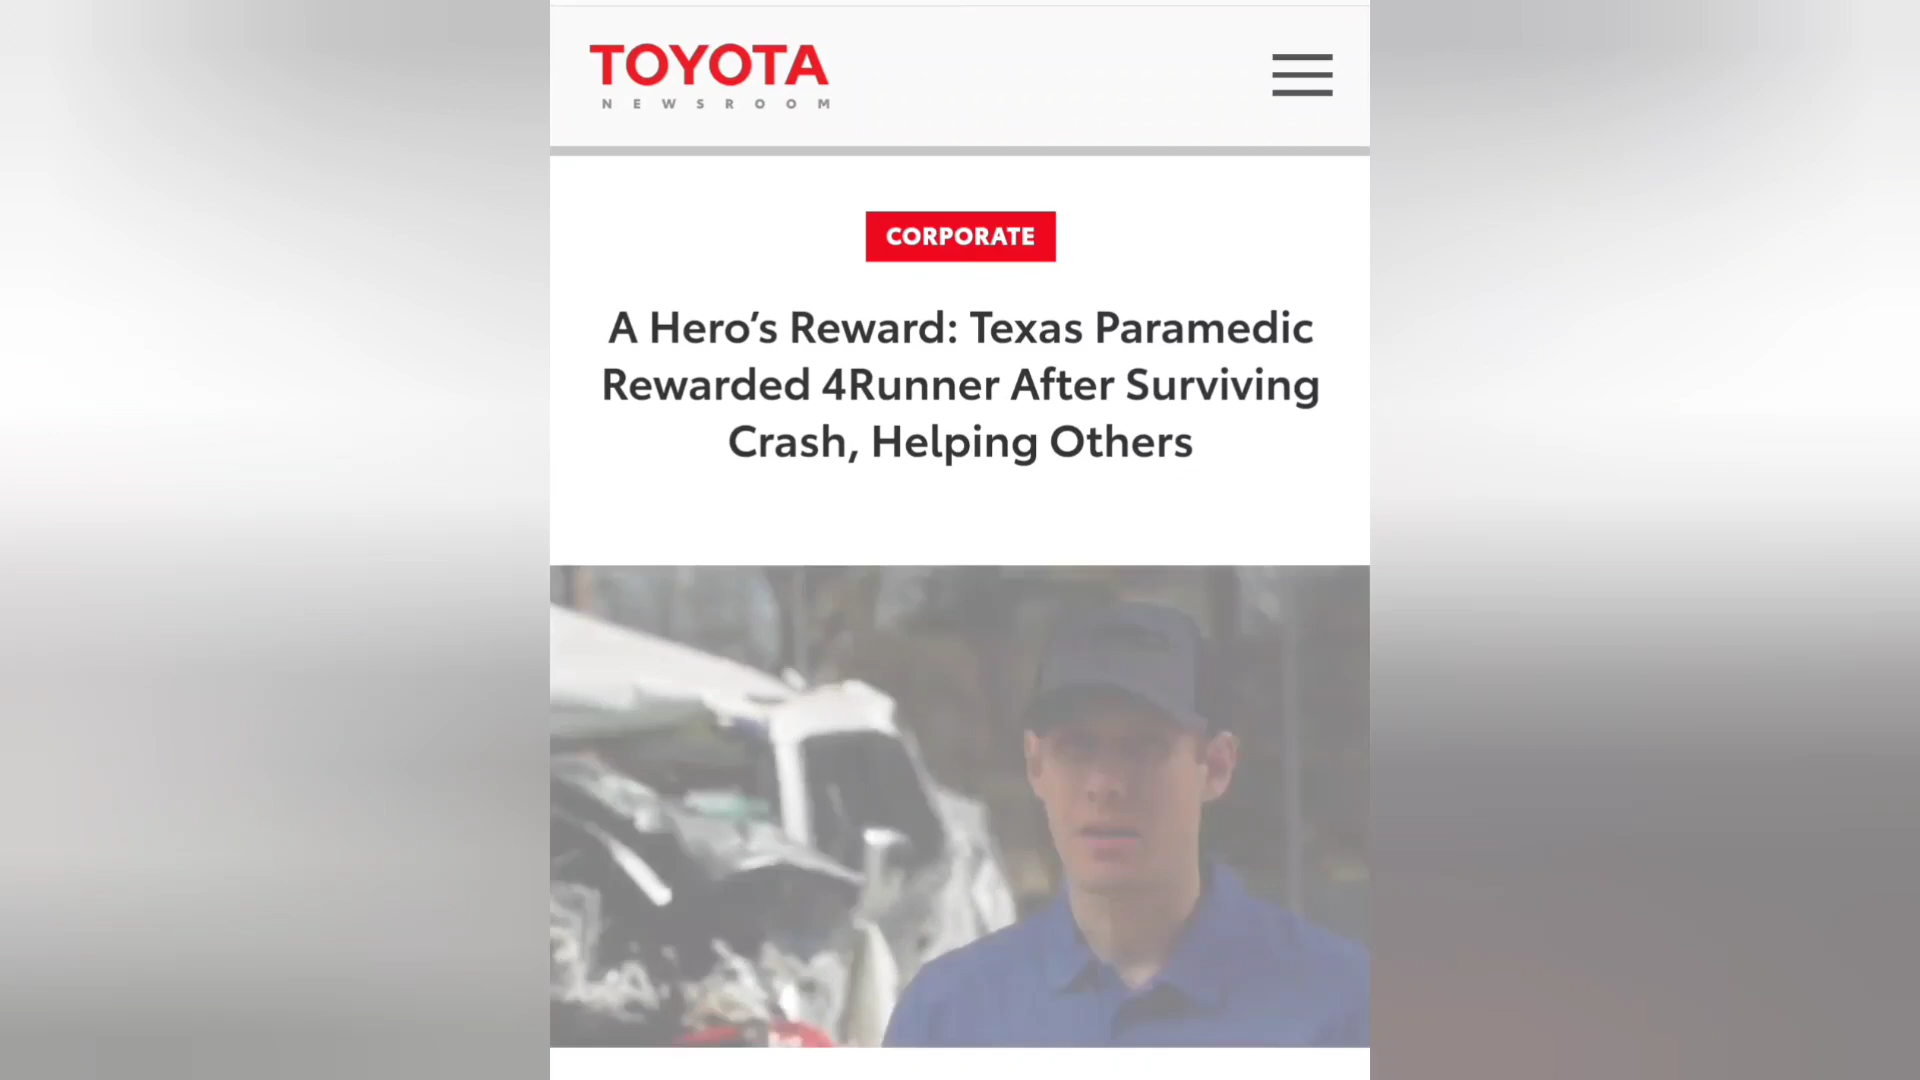 TOYOTA
NEWSROOM
CORPORATE
A Hero’s Reward: Texas Paramedic
Rewarded 4Runner After Surviving
Crash, Helping Others